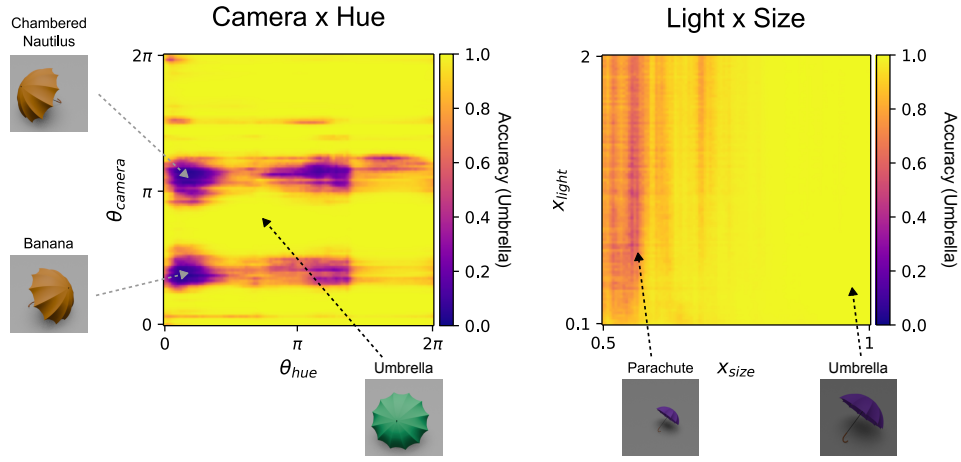 Camera x Hue
Light x Size
Chambered
Nautilus
Banana
2π
π
0
θcamera
0
π
2π
θhue
Umbrella
1.0
0.8
0.6
0.4
0.2
0.0
Accuracy (Umbrella)
2
0.1
xlight
0.5
1
xsize
Parachute
Umbrella
1.0
0.8
0.6
0.4
0.2
0.0
Accuracy (Umbrella)